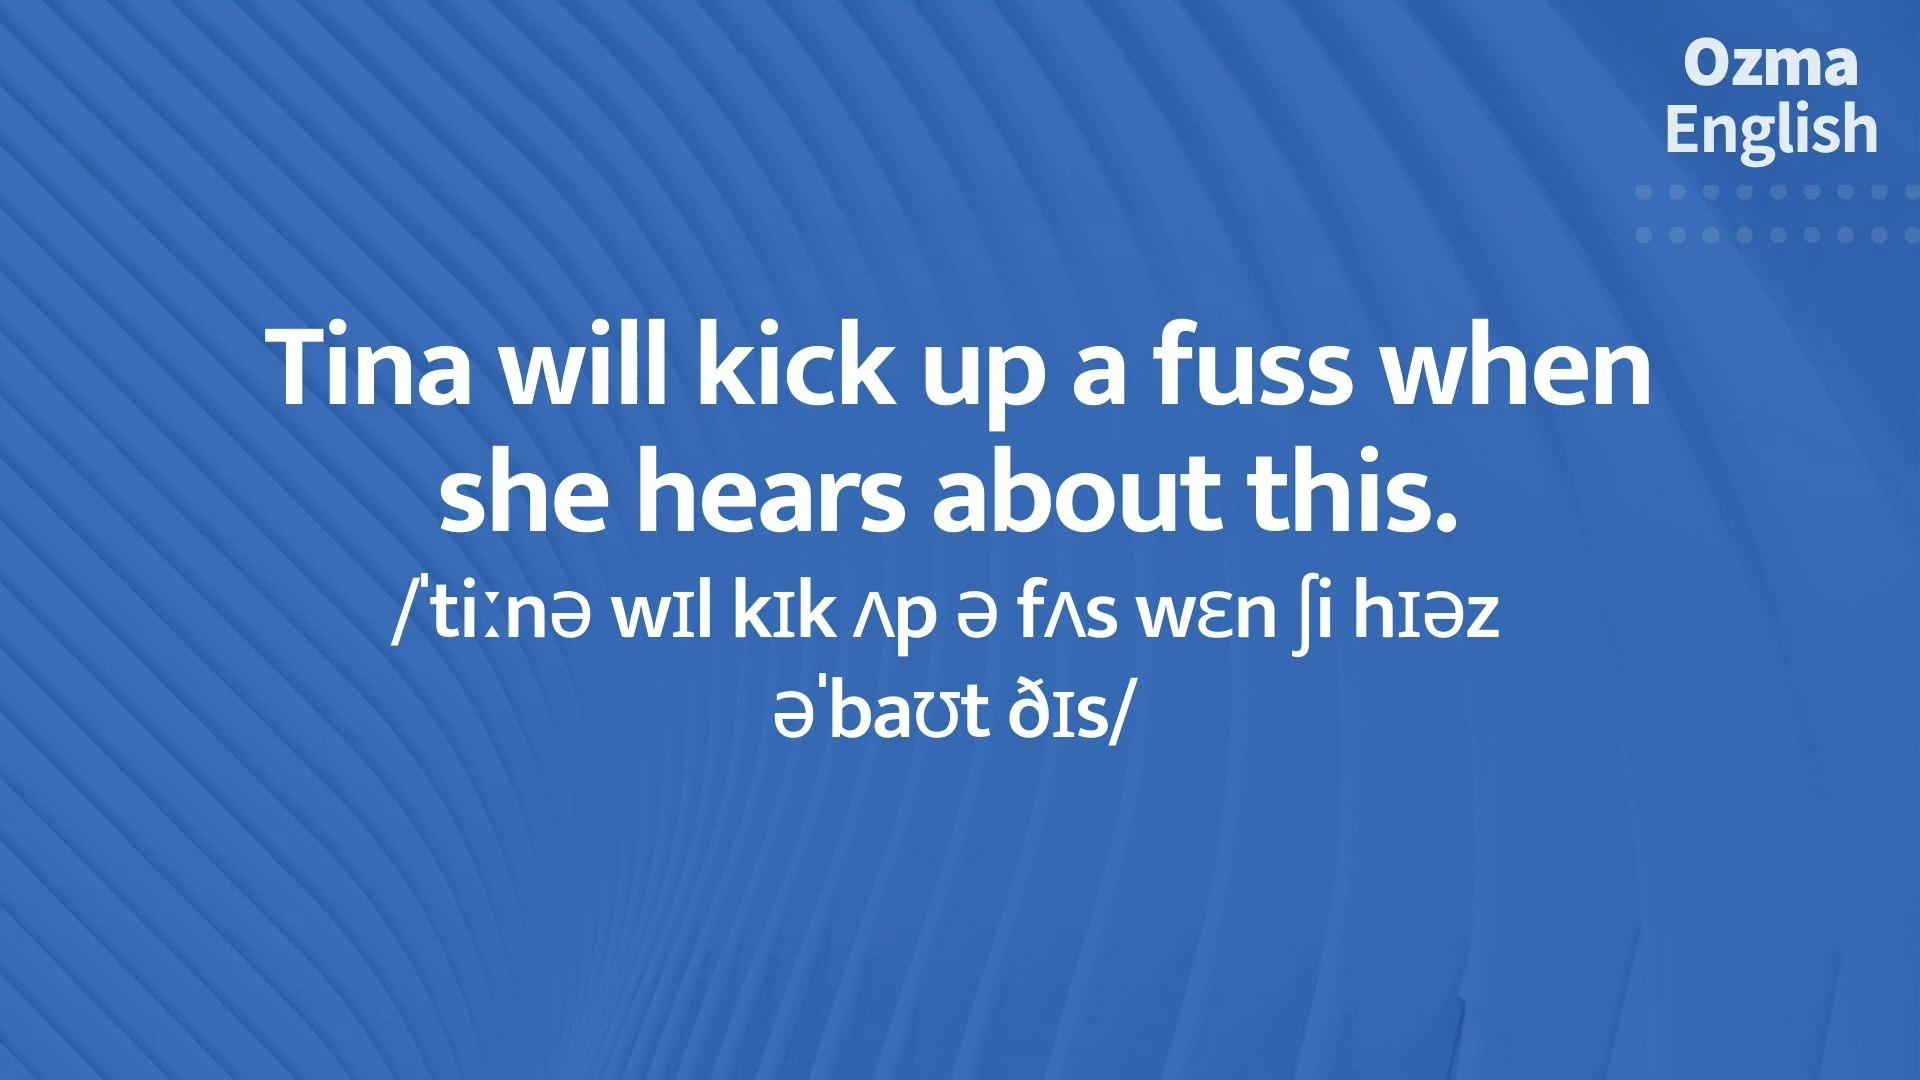 Ozma
English
Tina will kick up a fuss when
she hears about this.
/ˈtiːnə wɪl kɪk ʌp ə fʌs wɛn ʃi hɪəz
əˈbaʊt ðɪs/